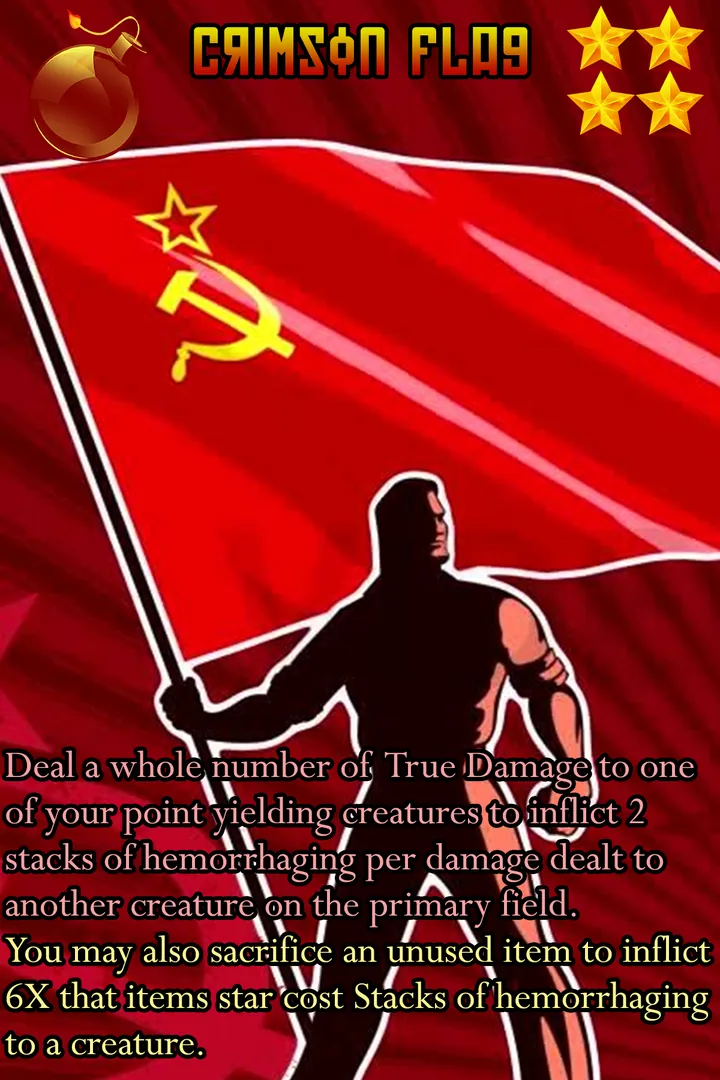 CRIMSON FLAG
Deal a whole number of True Damage to one
of your point yielding creatures to inflict 2
stacks of hemorrhaging per damage dealt to
another creature on the primary field.
You may also sacrifice an unused item to inflict
6X that items star cost Stacks of hemorrhaging
to a creature.